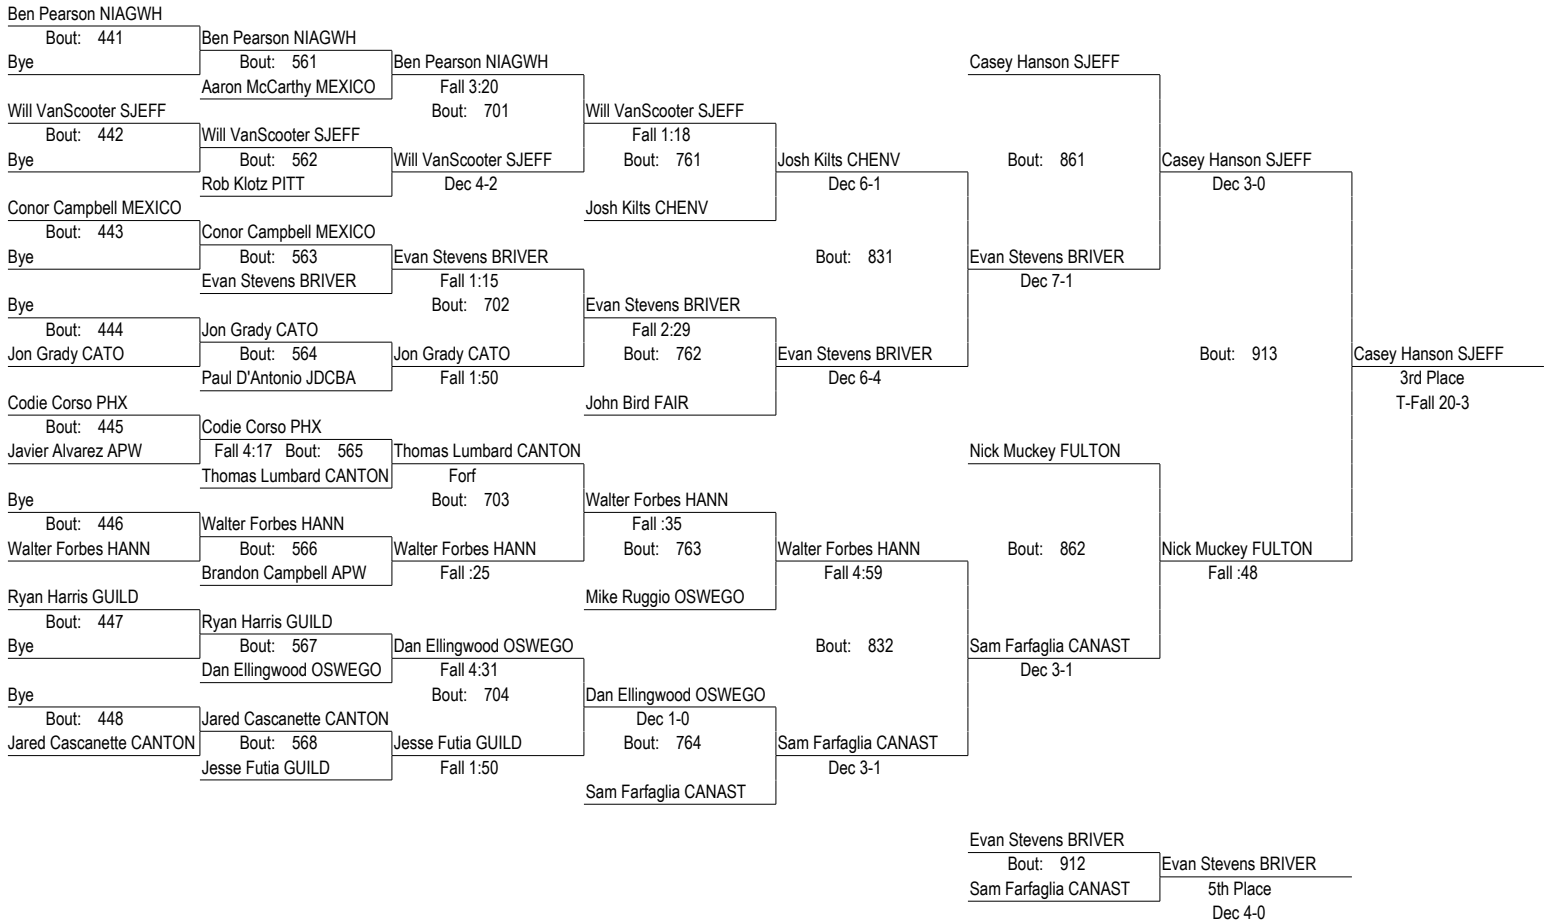 Ben Pearson NIAGWH
Bout: 441
Bye
Will VanScooter SJEFF
Bout: 442
Bye
Conor Campbell MEXICO
Bout: 443
Bye
Bye
Bout: 444
Jon Grady CATO
Codie Corso PHX
Bout: 445
Javier Alvarez APW
Bye
Bout: 446
Walter Forbes HANN
Ryan Harris GUILD
Bout: 447
Bye
Bye
Bout: 448
Jared Cascanette CANTON
Ben Pearson NIAGWH
Bout: 561
Aaron McCarthy MEXICO
Will VanScooter SJEFF
Bout: 562
Rob Klotz PITT
Conor Campbell MEXICO
Bout: 563
Evan Stevens BRIVER
Jon Grady CATO
Bout: 564
Paul D'Antonio JDCBA
Codie Corso PHX
Fall 4:17 Bout: 565
Thomas Lumbard CANTON
Walter Forbes HANN
Bout: 566
Brandon Campbell APW
Ryan Harris GUILD
Bout: 567
Dan Ellingwood OSWEGO
Jared Cascanette CANTON
Bout: 568
Jesse Futia GUILD
Ben Pearson NIAGWH
Fall 3:20
Bout: 701
Will VanScooter SJEFF
Dec 4-2
Evan Stevens BRIVER
Fall 1:15
Bout: 702
Jon Grady CATO
Fall 1:50
Thomas Lumbard CANTON
Forf
Bout: 703
Walter Forbes HANN
Fall :25
Dan Ellingwood OSWEGO
Fall 4:31
Bout: 704
Jesse Futia GUILD
Fall 1:50
Will VanScooter SJEFF
Fall 1:18
Bout: 761
Josh Kilts CHENV
Evan Stevens BRIVER
Fall 2:29
Bout: 762
John Bird FAIR
Walter Forbes HANN
Fall :35
Bout: 763
Mike Ruggio OSWEGO
Dan Ellingwood OSWEGO
Dec 1-0
Bout: 764
Sam Farfaglia CANAST
Josh Kilts CHENV
Dec 6-1
Bout: 831
Evan Stevens BRIVER
Dec 6-4
Walter Forbes HANN
Fall 4:59
Bout: 832
Sam Farfaglia CANAST
Dec 3-1
Casey Hanson SJEFF
Bout: 861
Evan Stevens BRIVER
Dec 7-1
Nick Muckey FULTON
Bout: 862
Sam Farfaglia CANAST
Dec 3-1
Casey Hanson SJEFF
Dec 3-0
Bout: 913
Nick Muckey FULTON
Fall :48
Casey Hanson SJEFF
3rd Place
T-Fall 20-3
Evan Stevens BRIVER
Bout: 912
Sam Farfaglia CANAST
Evan Stevens BRIVER
5th Place
Dec 4-0